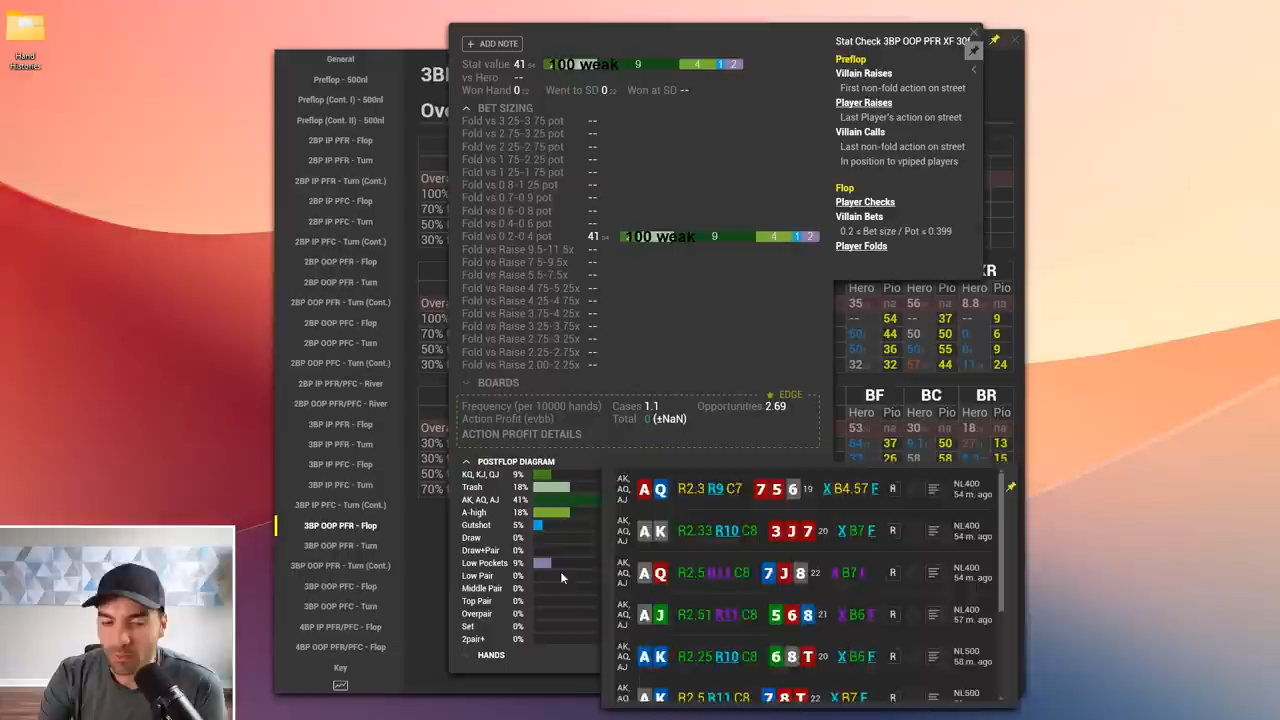 Hand
Histories
General
Preflop - 500nl
Preflop (Cont. I) - 500nl
Preflop (Cont. II) - 500nl
2BP IP PFR - Flop
2BP IP PFR - Turn
2BP IP PFR - Turn (Cont.)
2BP IP PFC - Flop
2BP IP PFC - Turn
2BP IP PFC - Turn (Cont.)
2BP OOP PFR - Flop
2BP OOP PFR - Turn
2BP OOP PFR - Turn (Cont.)
2BP OOP PFC - Flop
2BP OOP PFC - Turn
2BP OOP PFC - Turn (Cont.)
2BP IP PFR/PFC - River
2BP OOP PFR/PFC - River
3BP IP PFR - Flop
3BP IP PFR - Turn
3BP IP PFC - Flop
3BP IP PFC - Turn
3BP IP PFC - Turn (Cont.)
3BP OOP PFR - Flop
3BP OOP PFR - Turn
3BP OOP PFR - Turn (Cont.)
3BP OOP PFC - Flop
3BP OOP PFC - Turn
4BP IP PFR/PFC - Flop
4BP OOP PFR/PFC - Flop
Key
ADD NOTE
Stat value 41 54 100 weak 9 4 1 2
vs Hero --
Won Hand 0 Went to SD 0 Won at SD --
BET SIZING
Fold vs 3.25-3.75 pot --
Fold vs 2.75-3.25 pot --
Fold vs 2.25-2.75 pot --
Fold vs 1.75-2.25 pot --
Fold vs 1.25-1.75 pot --
Fold vs 0.8-1.25 pot --
Fold vs 0.7-0.9 pot --
Fold vs 0.6-0.8 pot --
Fold vs 0.4-0.6 pot --
Fold vs 0.2-0.4 pot 41 54 100 weak 9 4 1 2
Fold vs Raise 9.5-11.5x --
Fold vs Raise 7.5-9.5x --
Fold vs Raise 5.5-7.5x --
Fold vs Raise 4.75-5.25x --
Fold vs Raise 4.25-4.75x --
Fold vs Raise 3.75-4.25x --
Fold vs Raise 3.25-3.75x --
Fold vs Raise 2.75-3.25x --
Fold vs Raise 2.25-2.75x --
Fold vs Raise 2.00-2.25x --
BOARDS
EDGE
Frequency (per 10000 hands) Cases 1.1 Opportunities 2.69
Action Profit (evbb) Total 0 (±NaN)
ACTION PROFIT DETAILS
POSTFLOP DIAGRAM
KQ, KJ, QJ 9%
Trash 18%
AK, AQ, AJ 41%
A-high 18%
Gutshot 5%
Draw 0%
Draw+Pair 0%
Low Pockets 9%
Low Pair 0%
Middle Pair 0%
Top Pair 0%
Overpair 0%
Set 0%
2pair+ 0%
HANDS
Stat Check 3BP OOP PFR XF 30
Preflop
Villain Raises
First non-fold action on street
Player Raises
Last Player's action on street
Villain Calls
Last non-fold action on street
In position to vpiped players
Flop
Player Checks
Villain Bets
0.2 ≤ Bet size / Pot ≤ 0.399
Player Folds
Hero Pio Hero Pio Hero Pio
35 na 56 na 8.8 na
-- 54 -- 37 -- 9
50 44 50 50 0 6
32 32 57 44 11 24
BF BC BR
Hero Pio Hero Pio Hero Pio
53 na 30 na 18 na
AK, AQ, AJ A Q R2.3 R9 C7 7 5 6 19 X B4.57 F R NL400 54 m. ago
AK, AQ, AJ A K R2.33 R10 C8 3 J 7 20 X B7 F R NL400 54 m. ago
AK, AQ, AJ A Q R2.5 R11 C8 7 J 8 22 X B7 F R NL400 54 m. ago
AK, AQ, AJ A J R2.51 R11 C8 5 6 8 21 X B6 F R NL400 57 m. ago
AK, AQ, AJ A K R2.25 R10 C8 6 8 T 20 X B6 F R NL500 58 m. ago
AK, AQ, AJ A K R2.5 R11 C8 7 8 T 22 X B7 F R NL500